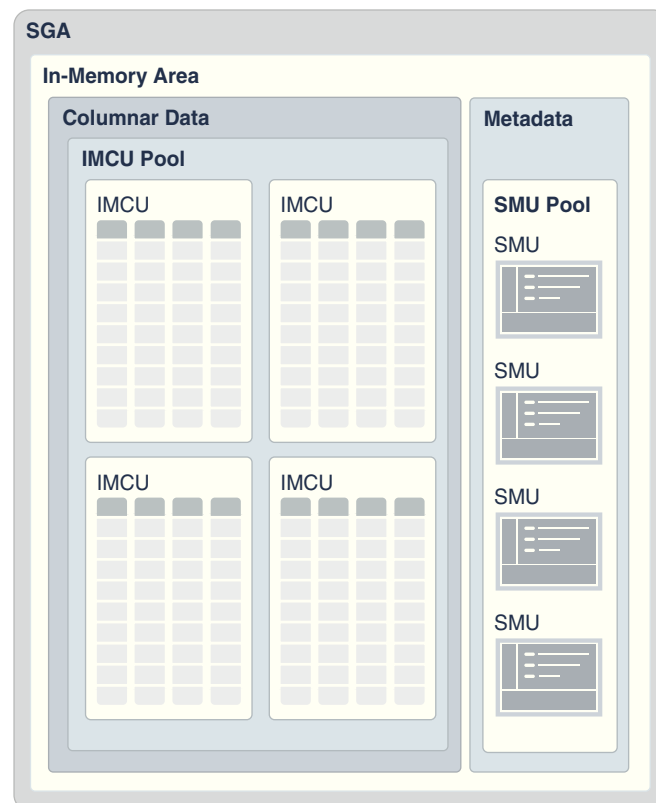 SGA
In-Memory Area
Columnar Data
IMCU Pool
IMCU
IMCU
IMCU
IMCU
Metadata
SMU Pool
SMU
SMU
SMU
SMU